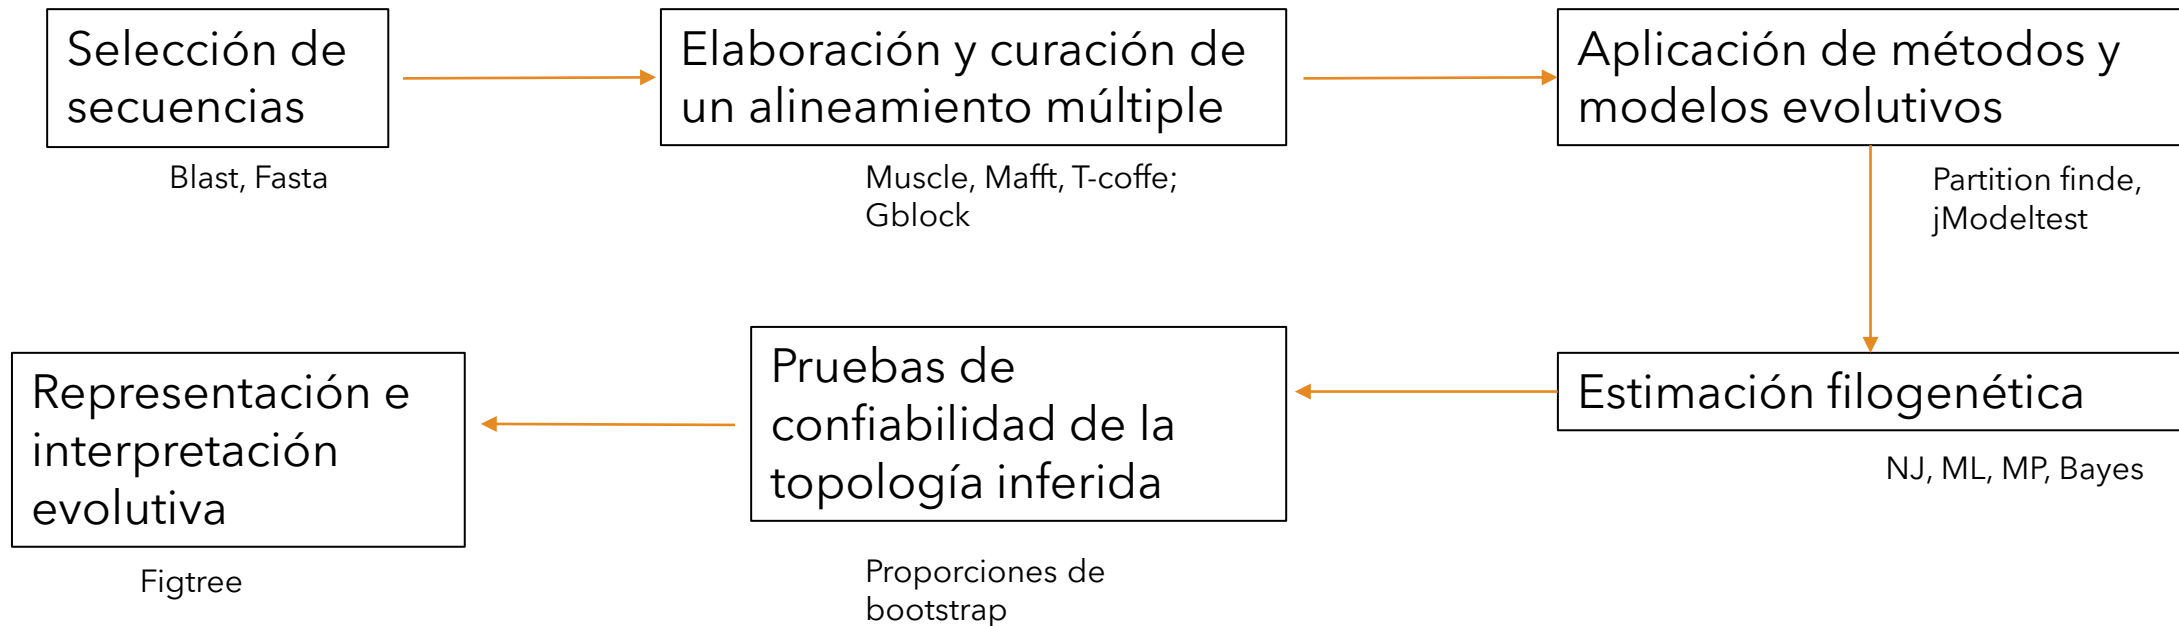 Selección de
secuencias
Blast, Fasta
Elaboración y curación de
un alineamiento múltiple
Muscle, Mafft, T-coffe;
Gblock
Aplicación de métodos y
modelos evolutivos
Partition finde,
jModeltest
Estimación filogenética
NJ, ML, MP, Bayes
Pruebas de
confiabilidad de la
topología inferida
Proporciones de
bootstrap
Representación e
interpretación
evolutiva
Figtree